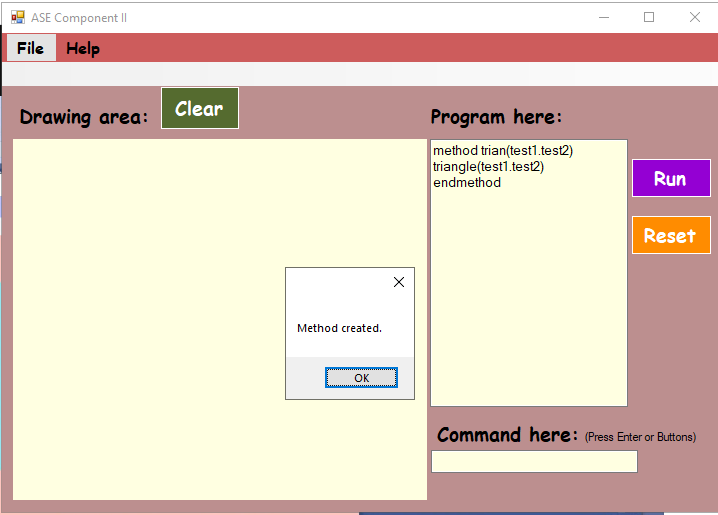 ASE Component II
File Help
Drawing area: Clear
Program here:
method trian(test1.test2)
triangle(test1.test2)
endmethod
Run
Reset
Method created.
OK
Command here: (Press Enter or Buttons)